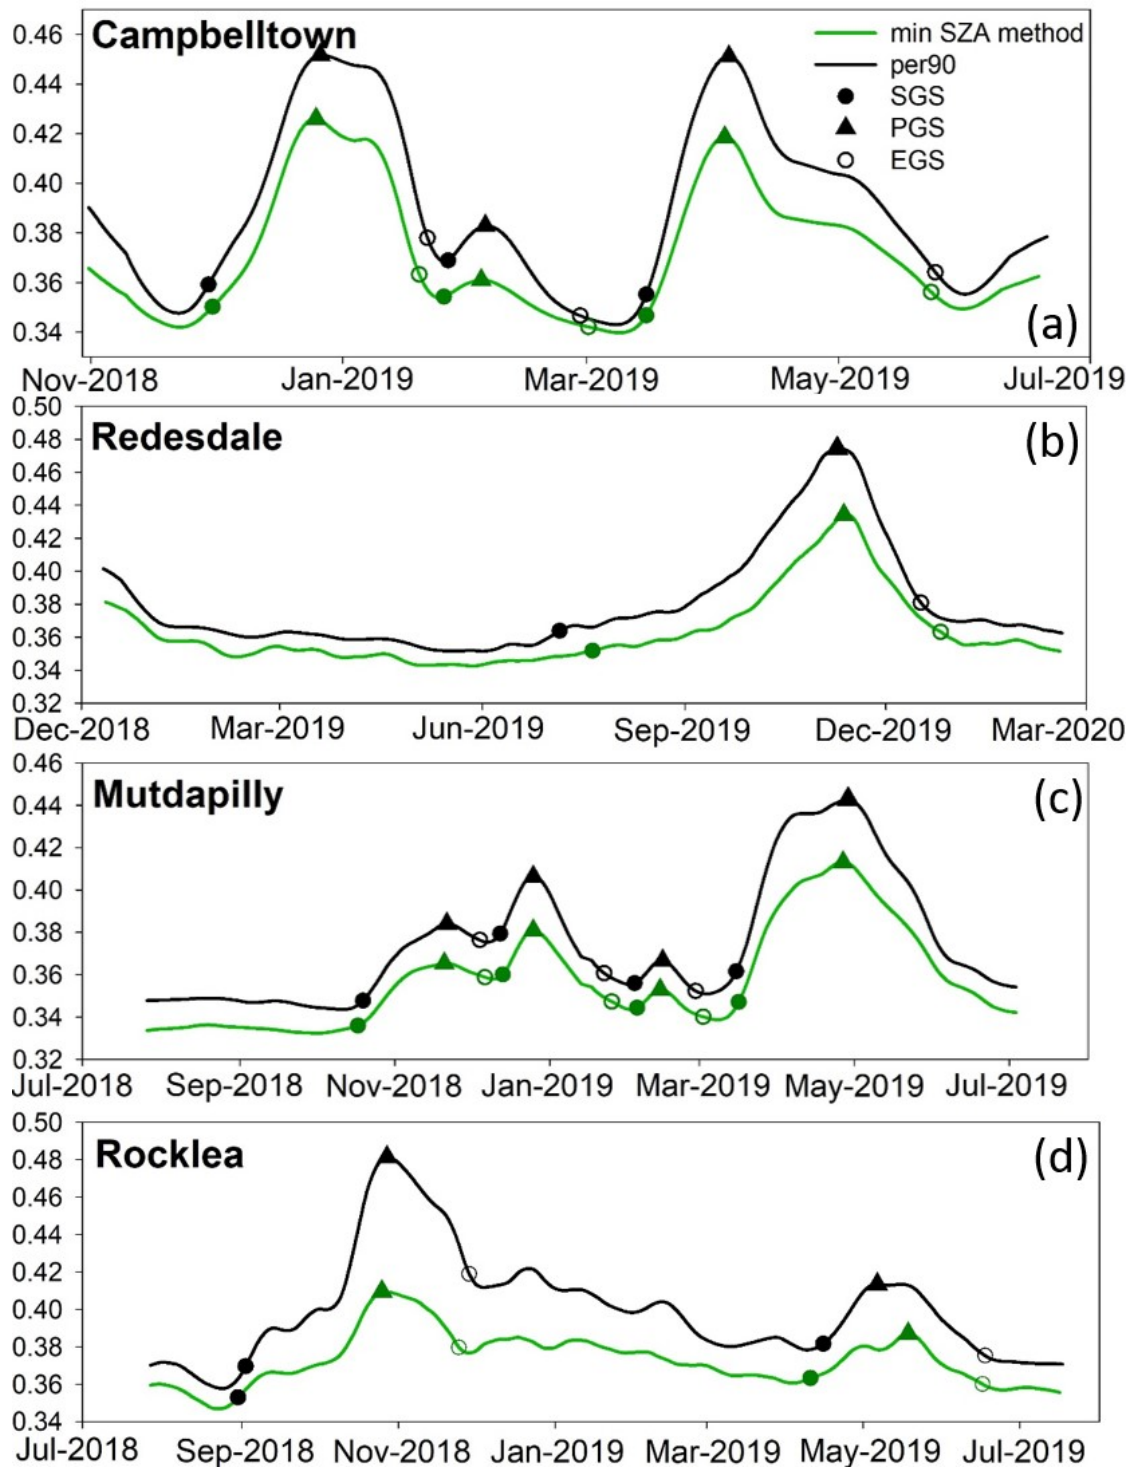 Campbelltown
min SZA method
per90
SGS
PGS
EGS
0.46
0.44
0.42
0.40
0.38
0.36
0.34
(a)
Nov-2018 Jan-2019 Mar-2019 May-2019 Jul-2019
Redesdale
(b)
0.50
0.48
0.46
0.44
0.42
0.40
0.38
0.36
0.34
0.32
Dec-2018 Mar-2019 Jun-2019 Sep-2019 Dec-2019 Mar-2020
Mutdapilly
(c)
0.46
0.44
0.42
0.40
0.38
0.36
0.34
0.32
Jul-2018 Sep-2018 Nov-2018 Jan-2019 Mar-2019 May-2019 Jul-2019
Rocklea
(d)
0.50
0.48
0.46
0.44
0.42
0.40
0.38
0.36
0.34
Jul-2018 Sep-2018 Nov-2018 Jan-2019 Mar-2019 May-2019 Jul-2019